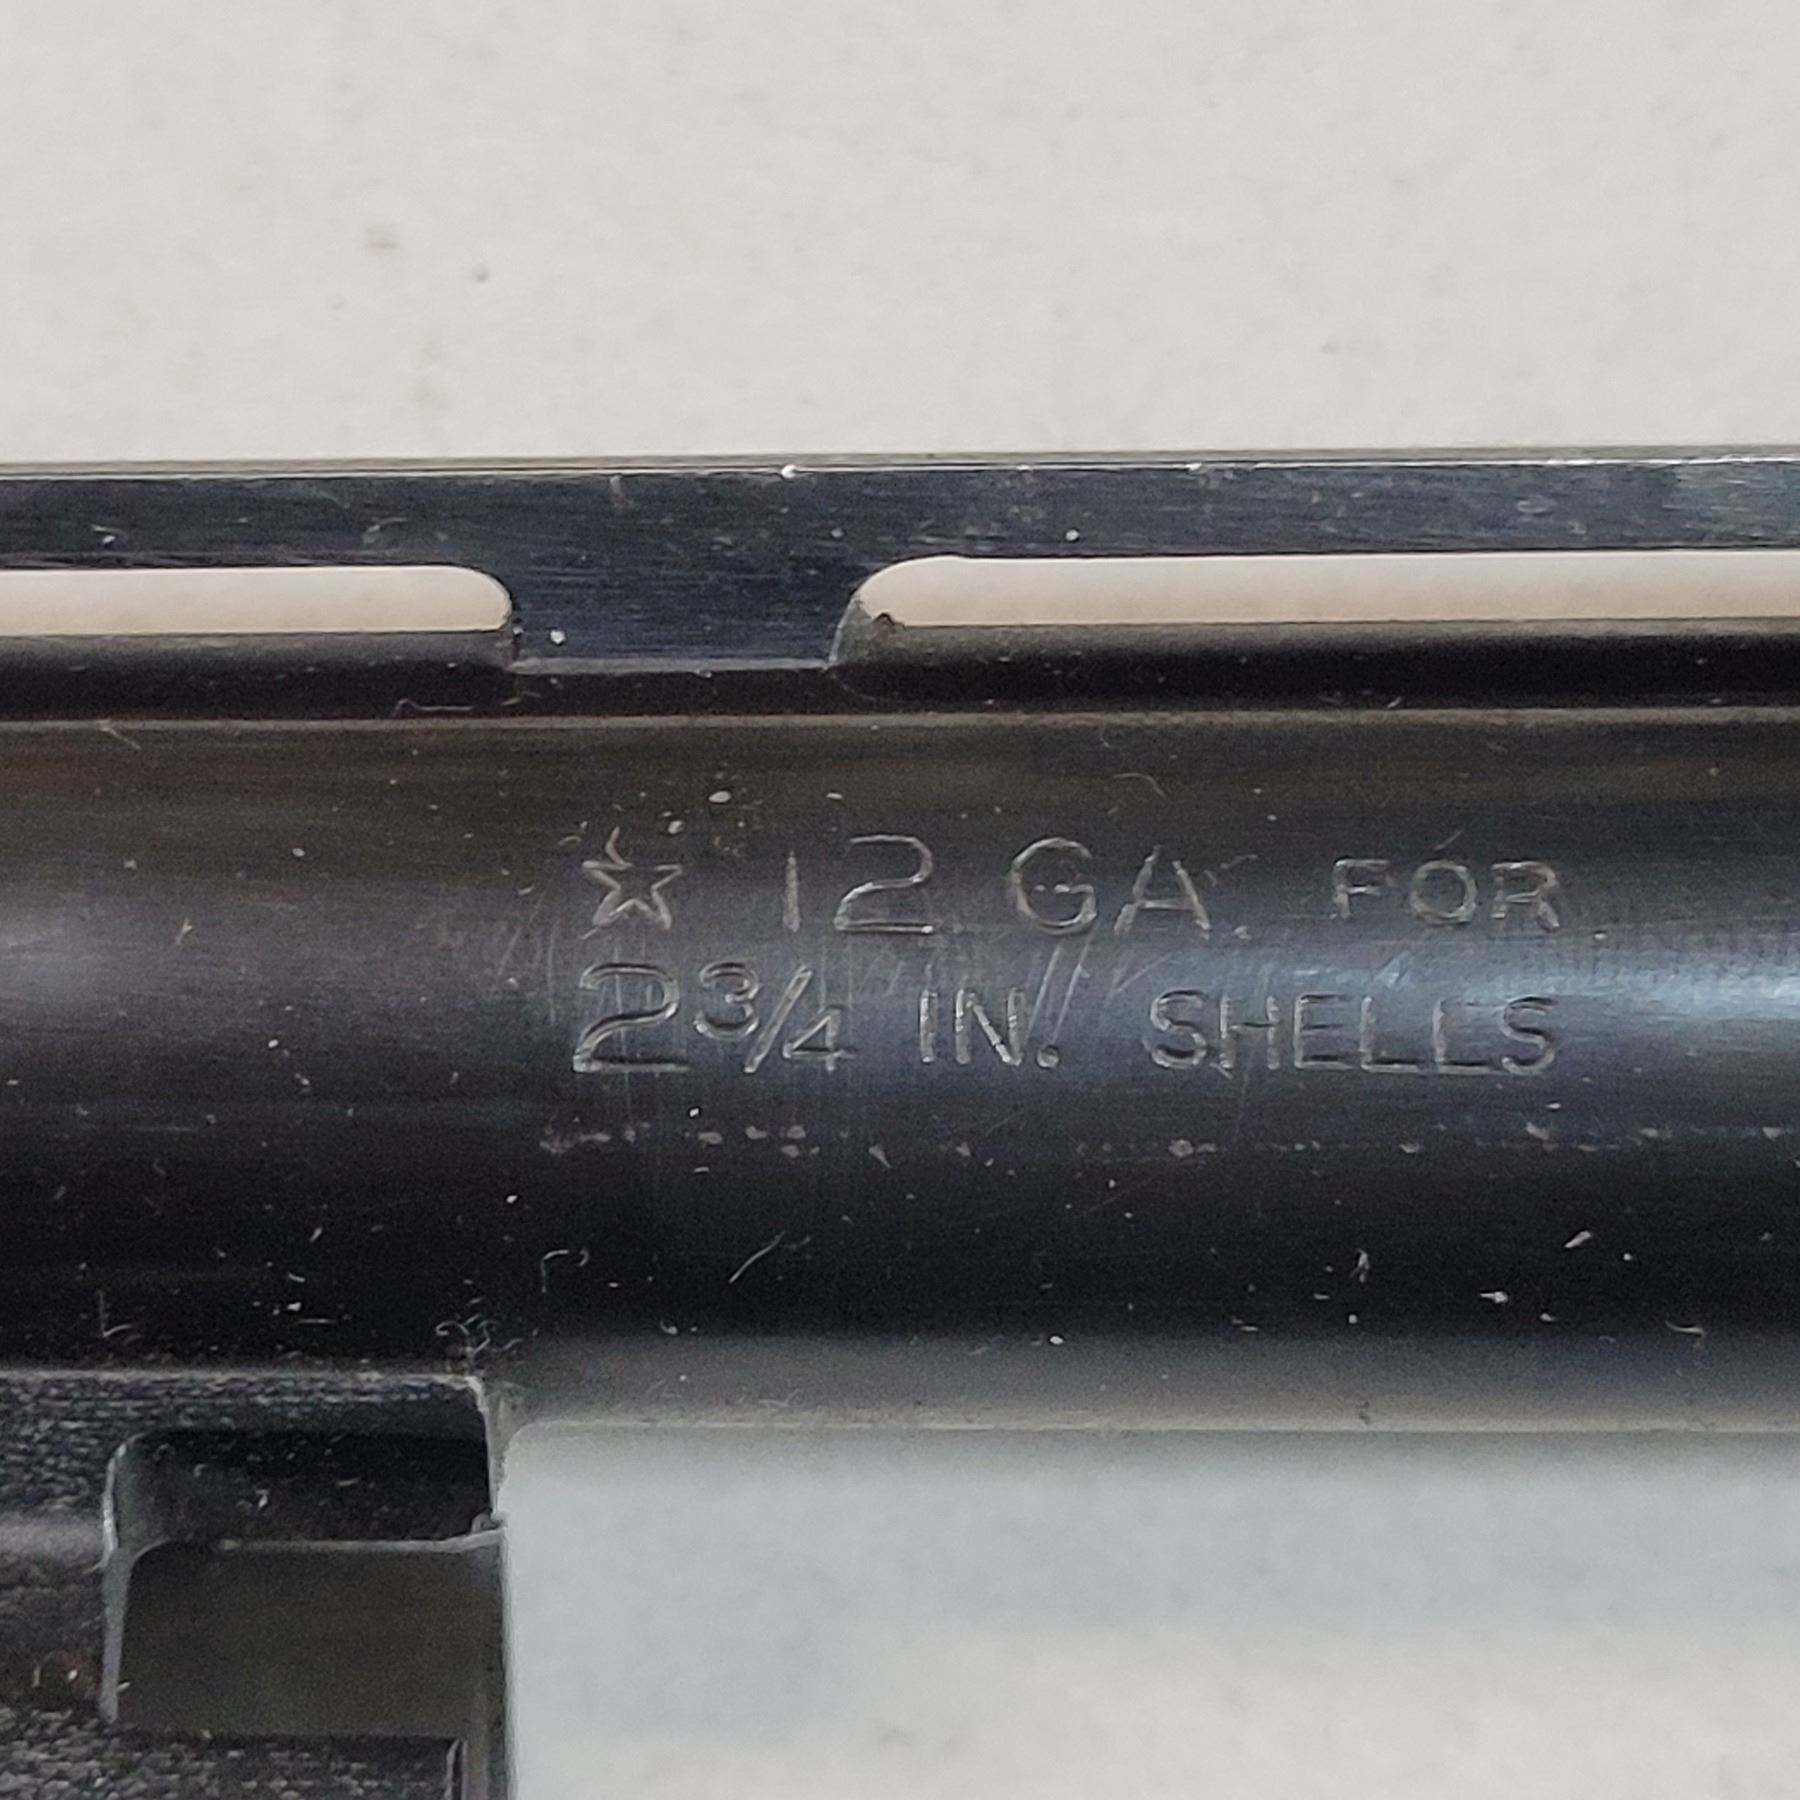 ☆ 12 GA. FOR
2¾ IN. SHELLS